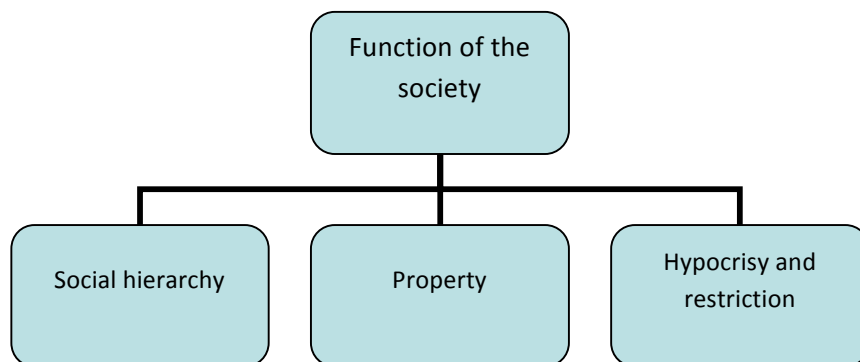 Function of the
society
Social hierarchy
Property
Hypocrisy and
restriction